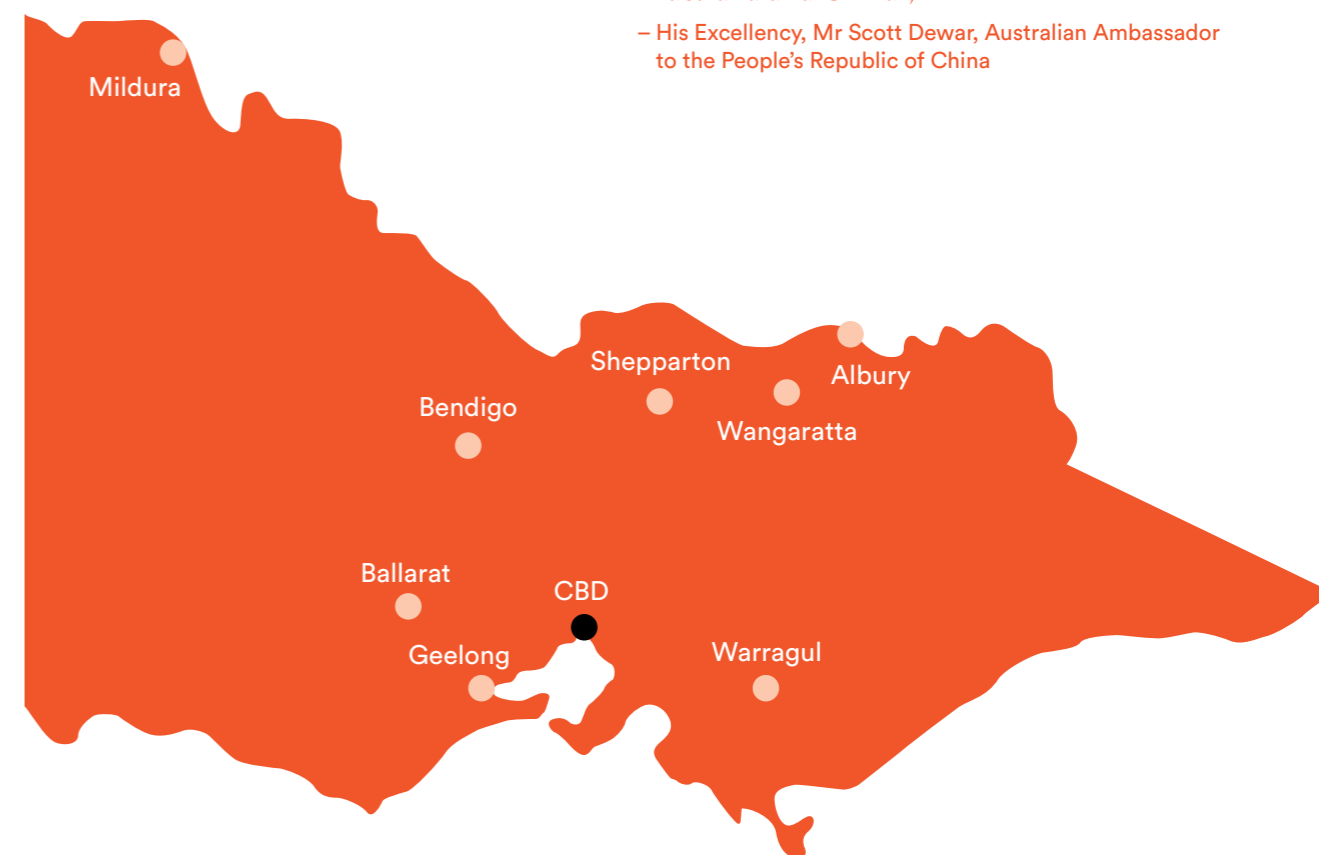 – His Excellency, Mr Scott Dewar, Australian Ambassador
to the People’s Republic of China
Mildura
Shepparton
Albury
Bendigo
Wangaratta
Ballarat
CBD
Geelong
Warragul